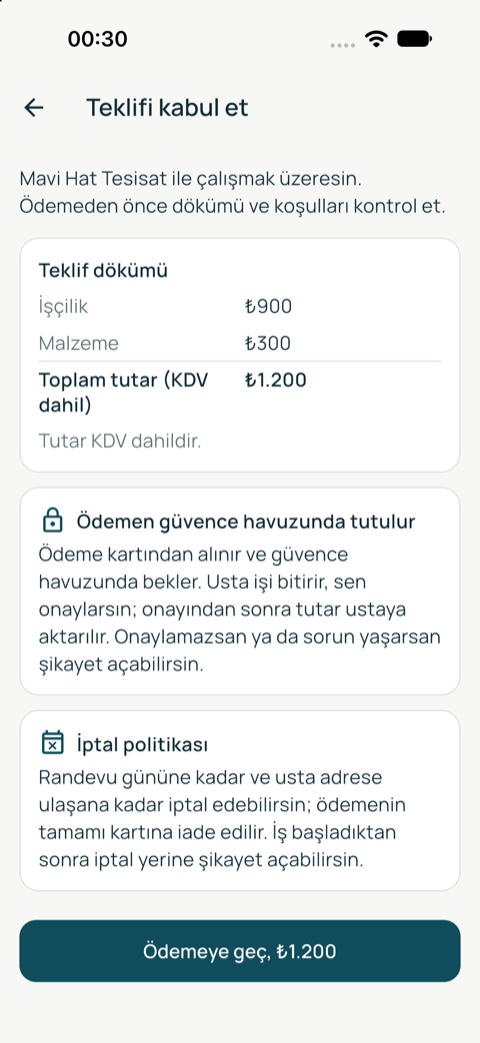 00:30
Teklifi kabul et
Mavi Hat Tesisat ile çalışmak üzeresin.
Ödemeden önce dökümü ve koşulları kontrol et.
Teklif dökümü
İşçilik ₺900
Malzeme ₺300
Toplam tutar (KDV dahil) ₺1.200
Tutar KDV dahildir.
Ödemen güvence havuzunda tutulur
Ödeme kartından alınır ve güvence
havuzunda bekler. Usta işi bitirir, sen
onaylarsın; onayından sonra tutar ustaya
aktarılır. Onaylamazsan ya da sorun yaşarsan
şikayet açabilirsin.
İptal politikası
Randevu gününe kadar ve usta adrese
ulaşana kadar iptal edebilirsin; ödemenin
tamamı kartına iade edilir. İş başladıktan
sonra iptal yerine şikayet açabilirsin.
Ödemeye geç, ₺1.200